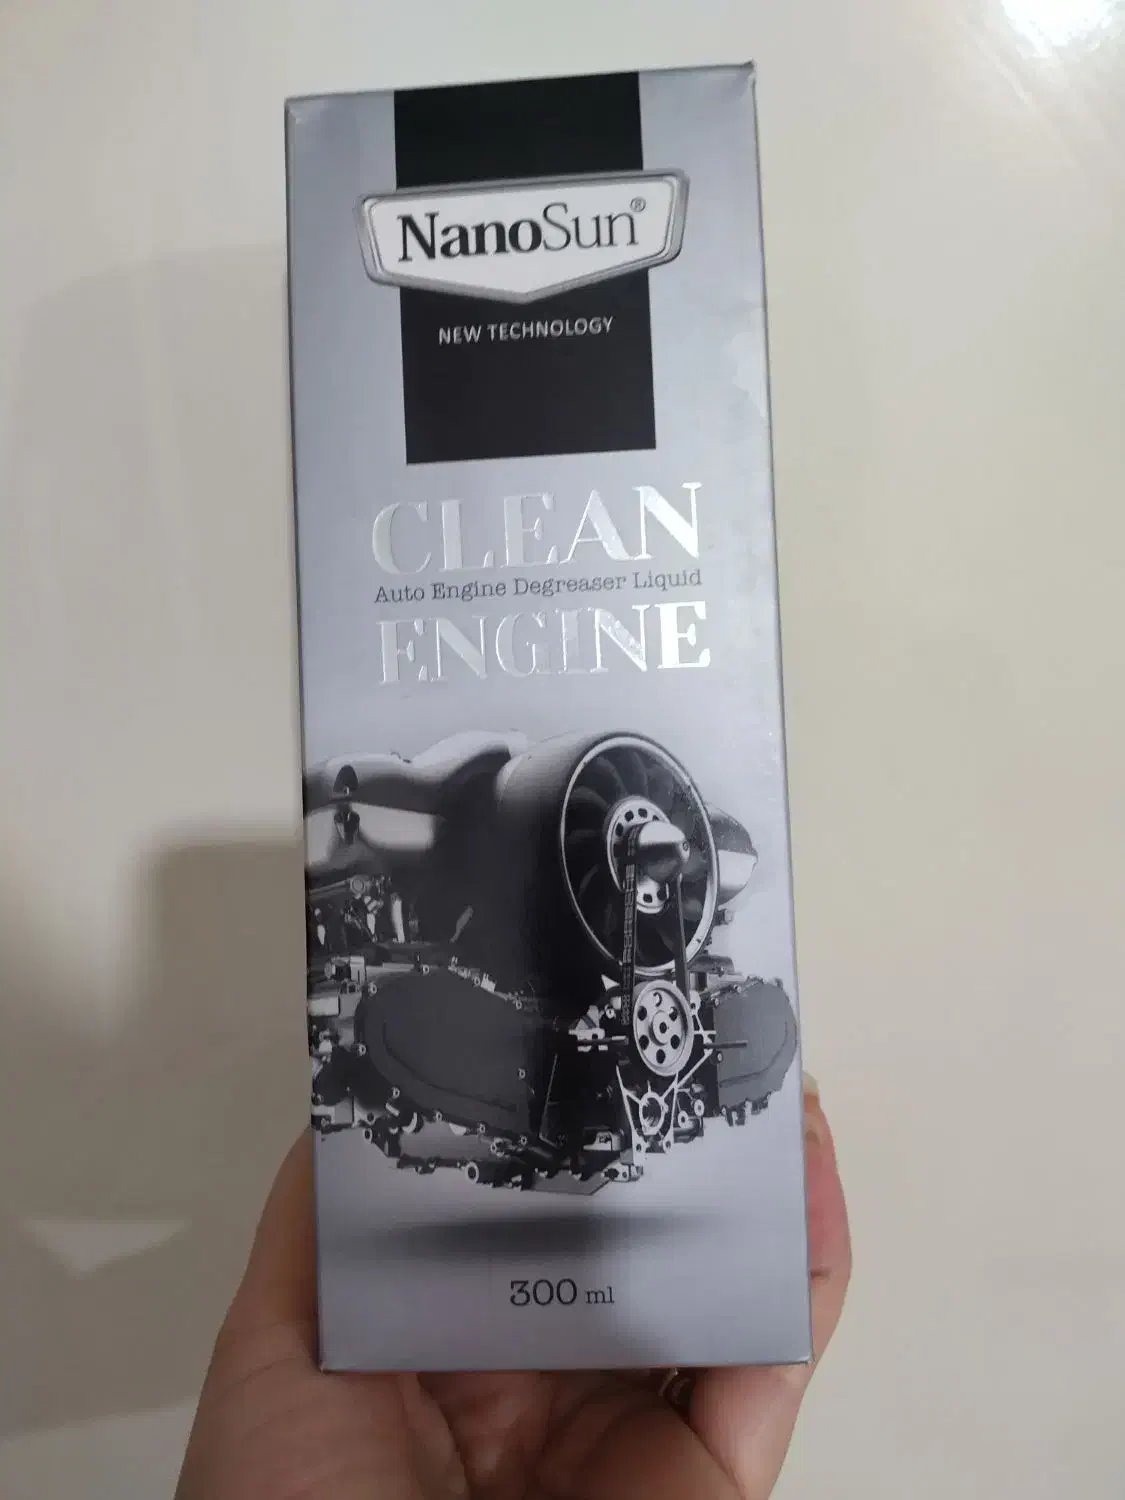 NanoSun®
NEW TECHNOLOGY
CLEAN
Auto Engine Degreaser Liquid
ENGINE
300 ml